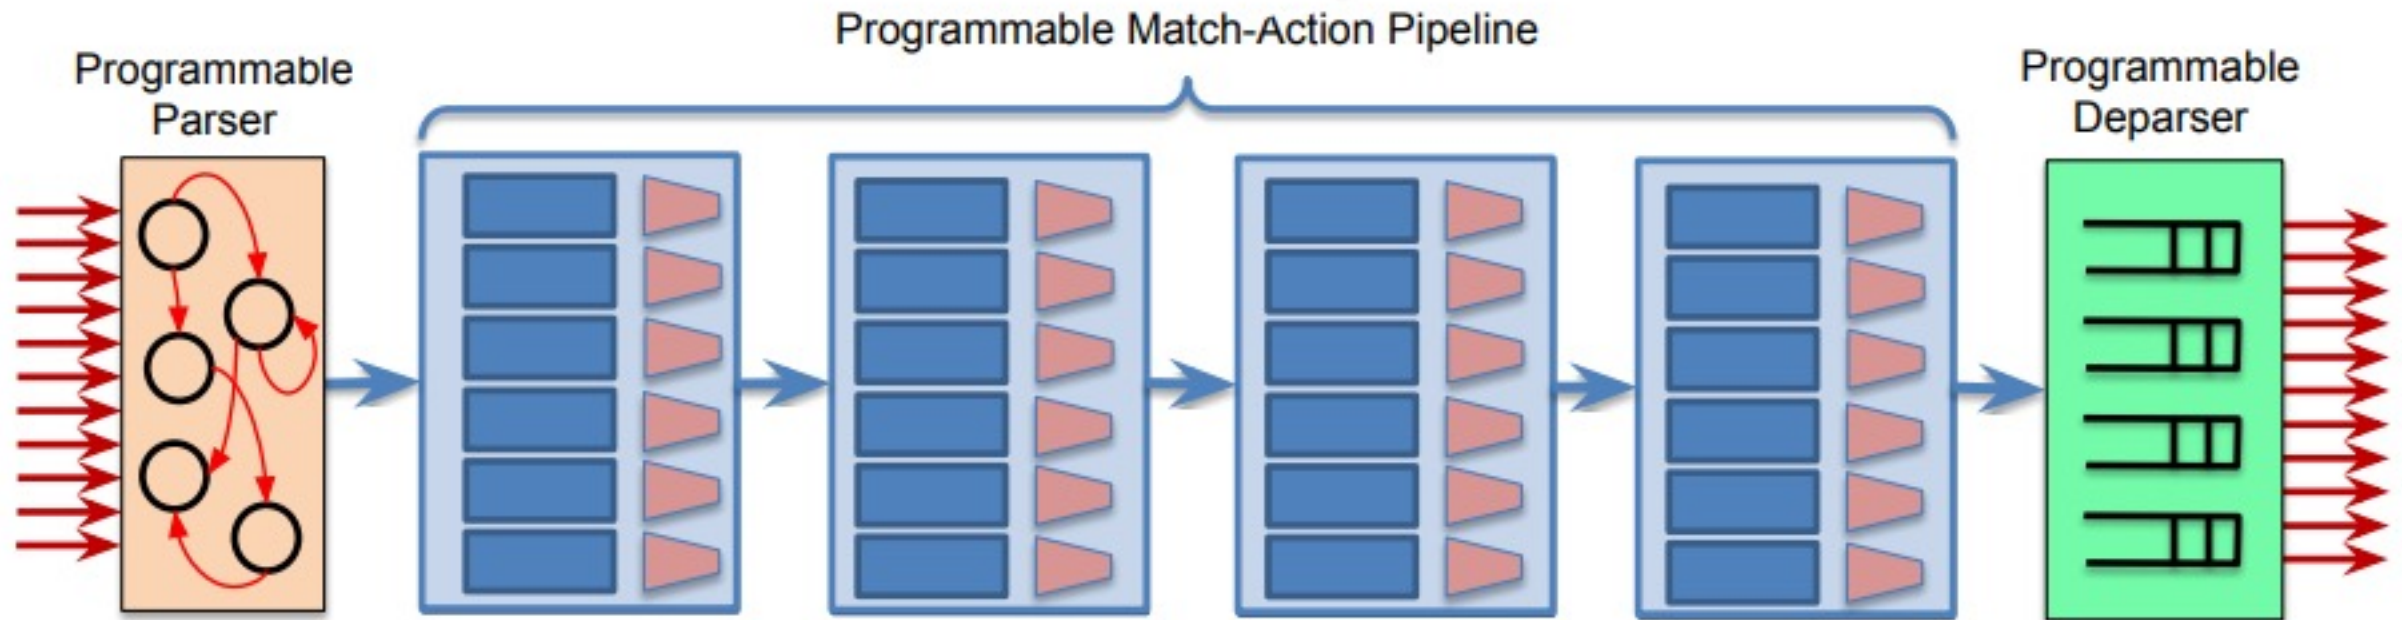 Programmable Match-Action Pipeline
Programmable
Parser
Programmable
Deparser